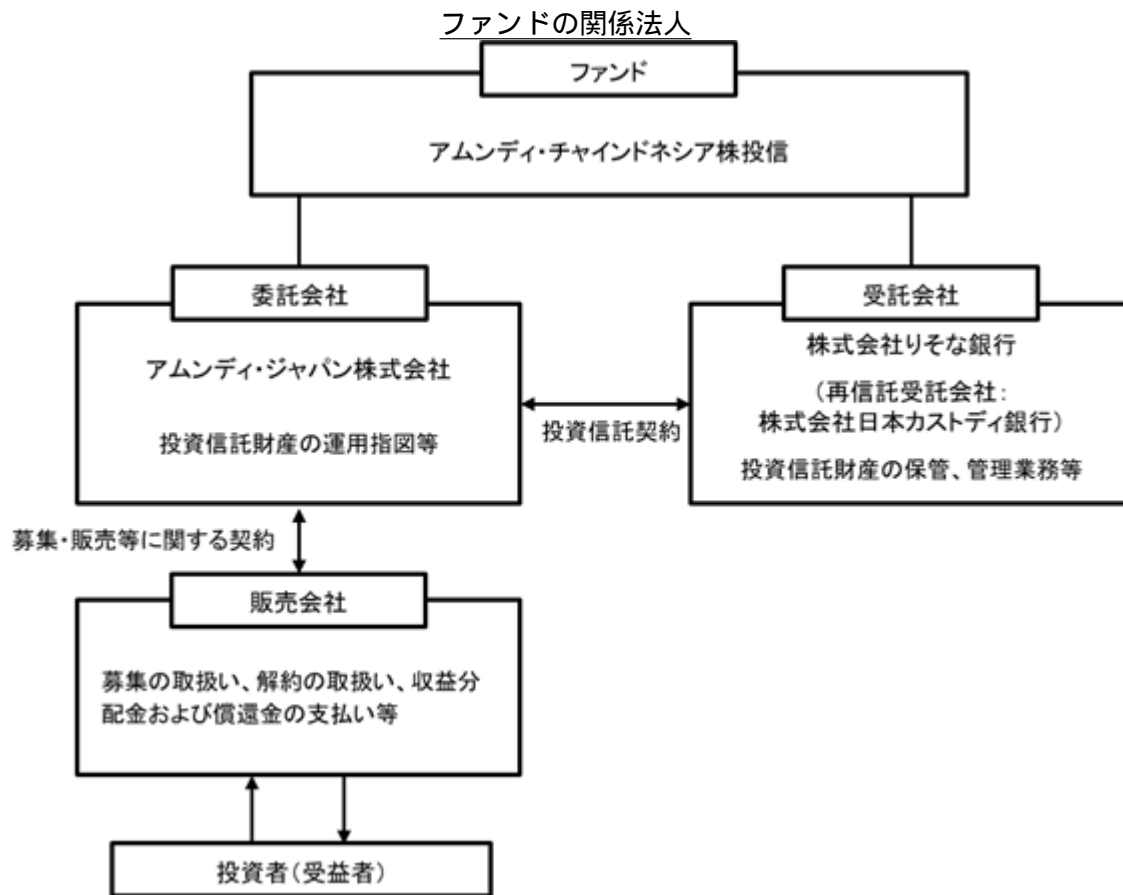 ファンドの関係法人
ファンド
アムンディ・チャインドネシア株投信
委託会社
アムンディ・ジャパン株式会社
投資信託財産の運用指図等
投資信託契約
受託会社
株式会社りそな銀行
（再信託受託会社：
株式会社日本カストディ銀行）
投資信託財産の保管、管理業務等
募集・販売等に関する契約
販売会社
募集の取扱い、解約の取扱い、収益分
配金および償還金の支払い等
投資者（受益者）